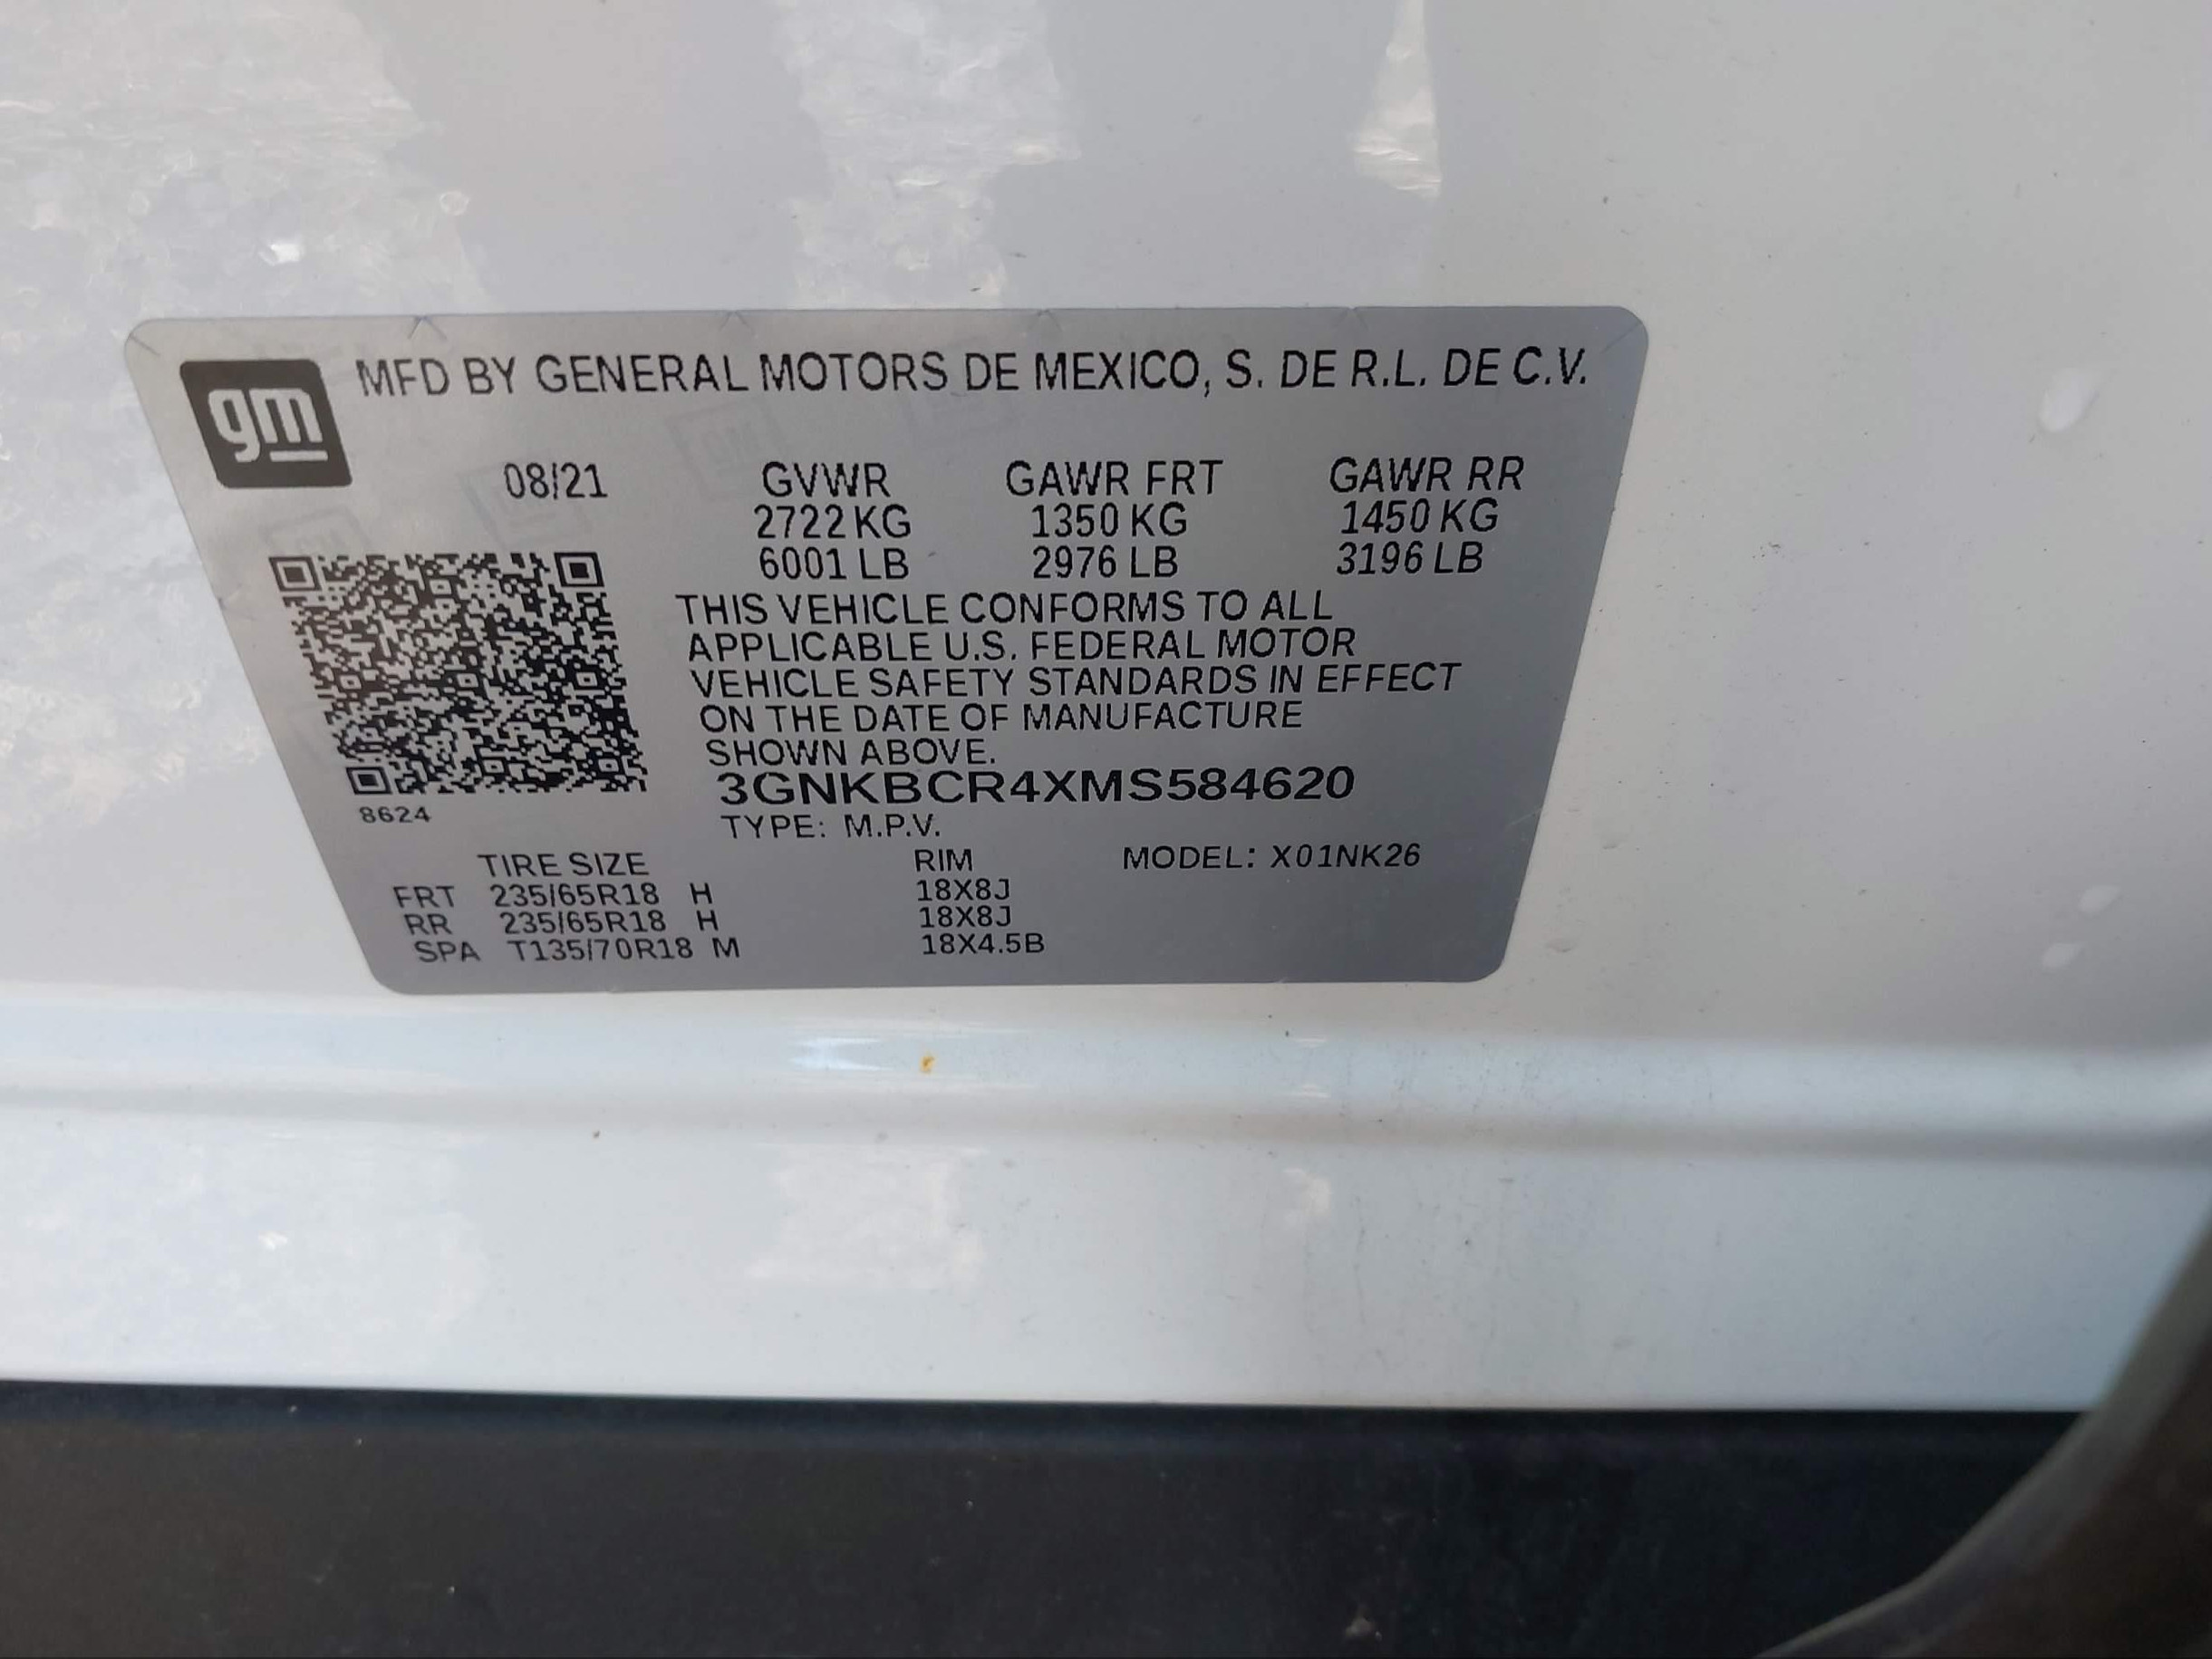 gm MFD BY GENERAL MOTORS DE MEXICO, S. DE R.L. DE C.V.
08/21 GVWR GAWR FRT GAWR RR
2722 KG 1350 KG 1450 KG
6001 LB 2976 LB 3196 LB
THIS VEHICLE CONFORMS TO ALL
APPLICABLE U.S. FEDERAL MOTOR
VEHICLE SAFETY STANDARDS IN EFFECT
ON THE DATE OF MANUFACTURE
SHOWN ABOVE.
3GNKBCR4XMS584620
8624
TYPE: M.P.V.
TIRE SIZE RIM MODEL: X01NK26
FRT 235/65R18 H 18X8J
RR 235/65R18 H 18X8J
SPA T135/70R18 M 18X4.5B